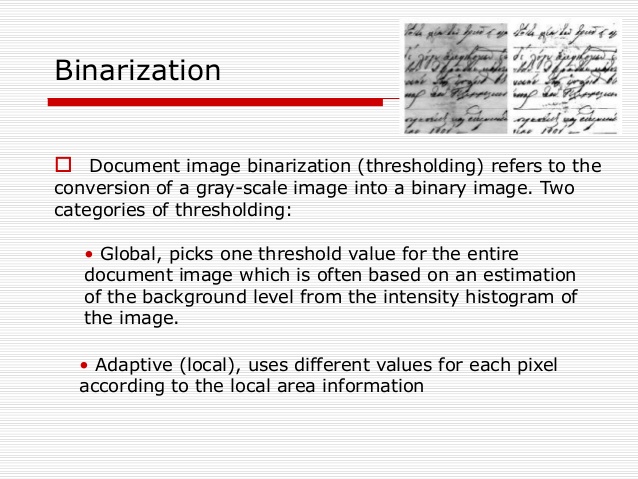 Binarization
Document image binarization (thresholding) refers to the
conversion of a gray-scale image into a binary image. Two
categories of thresholding:
• Global, picks one threshold value for the entire
document image which is often based on an estimation
of the background level from the intensity histogram of
the image.
• Adaptive (local), uses different values for each pixel
according to the local area information